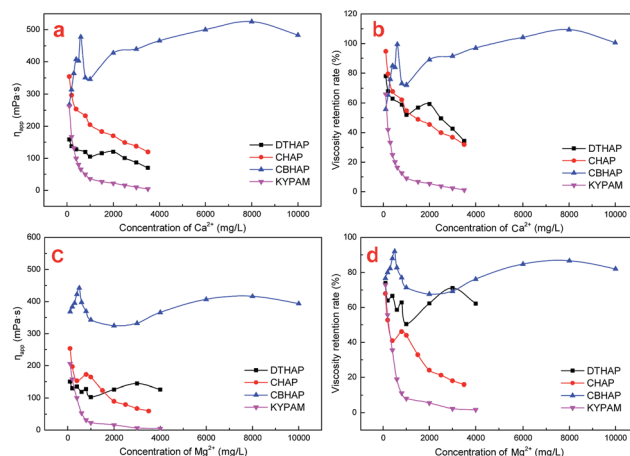 a
600
500
400
300
200
100
0
ηapp (mPa·s)
DTHAP
CHAP
CBHAP
KYPAM
0 2000 4000 6000 8000 10000
Concentration of Ca²⁺ (mg/L)
b
120
100
80
60
40
20
0
Viscosity retention rate (%)
DTHAP
CHAP
CBHAP
KYPAM
0 2000 4000 6000 8000 10000
Concentration of Ca²⁺ (mg/L)
c
600
500
400
300
200
100
0
ηapp (mPa·s)
DTHAP
CHAP
CBHAP
KYPAM
0 2000 4000 6000 8000 10000
Concentration of Mg²⁺ (mg/L)
d
100
80
60
40
20
0
Viscosity retention rate (%)
DTHAP
CHAP
CBHAP
KYPAM
0 2000 4000 6000 8000 10000
Concentration of Mg²⁺ (mg/L)